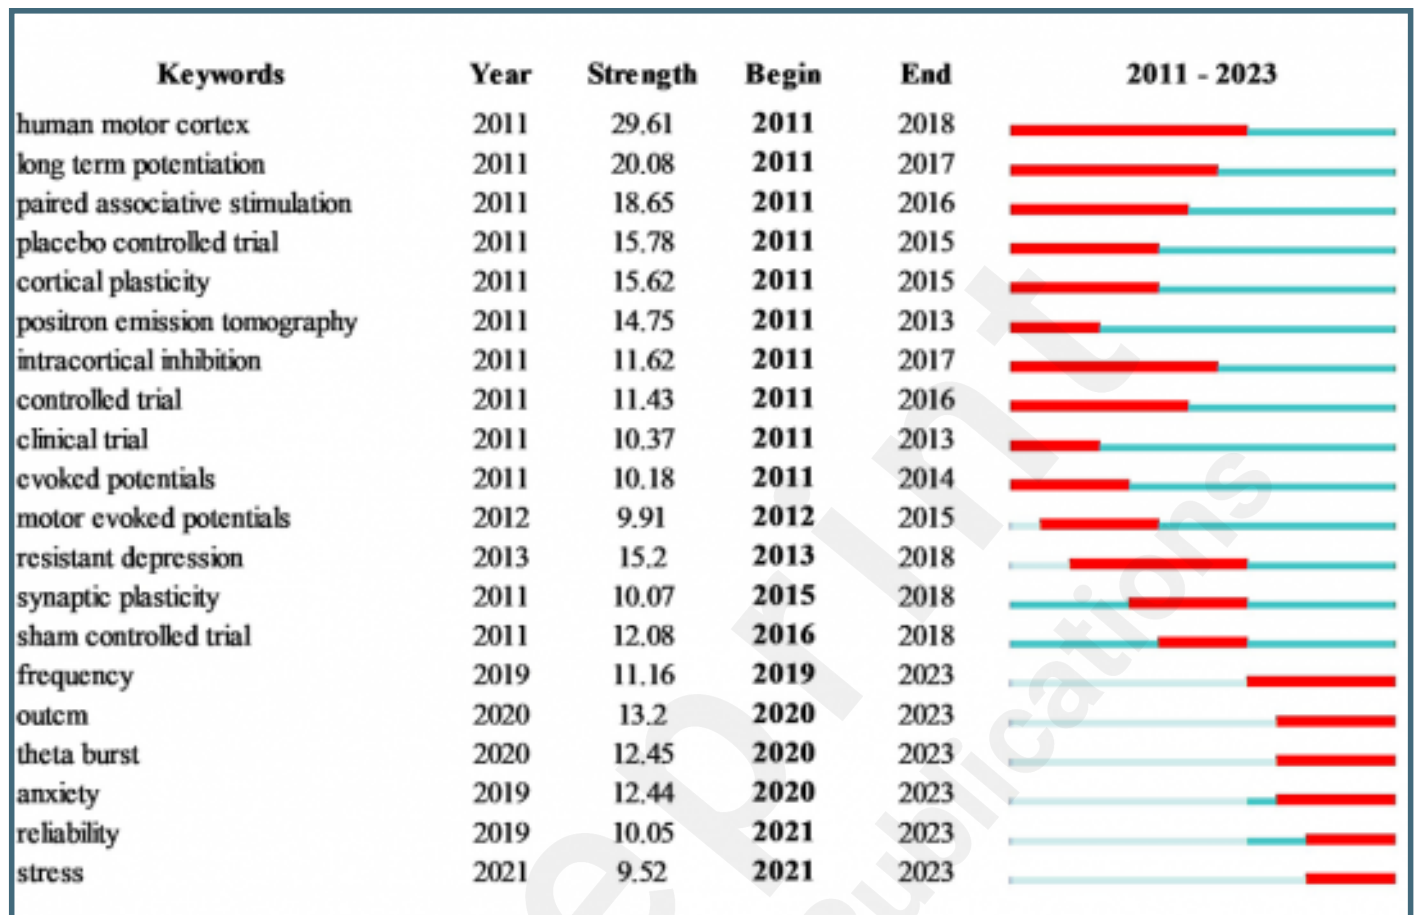 Keywords Year Strength Begin End 2011 - 2023
human motor cortex 2011 29.61 2011 2018
long term potentiation 2011 20.08 2011 2017
paired associative stimulation 2011 18.65 2011 2016
placebo controlled trial 2011 15.78 2011 2015
cortical plasticity 2011 15.62 2011 2015
positron emission tomography 2011 14.75 2011 2013
intracortical inhibition 2011 11.62 2011 2017
controlled trial 2011 11.43 2011 2016
clinical trial 2011 10.37 2011 2013
evoked potentials 2011 10.18 2011 2014
motor evoked potentials 2012 9.91 2012 2015
resistant depression 2013 15.2 2013 2018
synaptic plasticity 2011 10.07 2015 2018
sham controlled trial 2011 12.08 2016 2018
frequency 2019 11.16 2019 2023
outcm 2020 13.2 2020 2023
theta burst 2020 12.45 2020 2023
anxiety 2019 12.44 2020 2023
reliability 2019 10.05 2021 2023
stress 2021 9.52 2021 2023
eprint
Publications